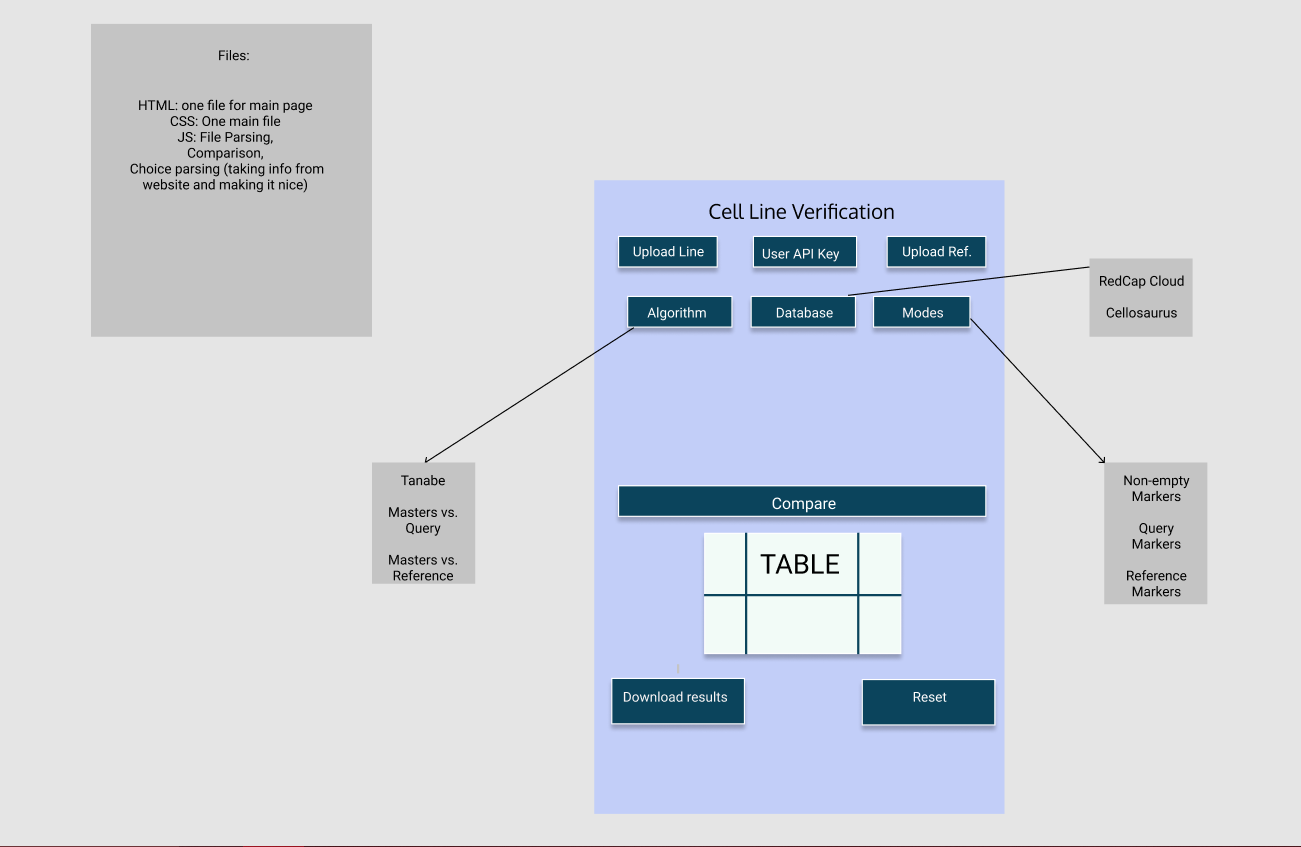 Files:
HTML: one file for main page
CSS: One main file
JS: File Parsing,
Comparison,
Choice parsing (taking info from
website and making it nice)
Cell Line Verification
Upload Line
User API Key
Upload Ref.
Algorithm
Database
Modes
RedCap Cloud
Cellosaurus
Tanabe
Masters vs.
Query
Masters vs.
Reference
Non-empty
Markers
Query
Markers
Reference
Markers
Compare
TABLE
Download results
Reset